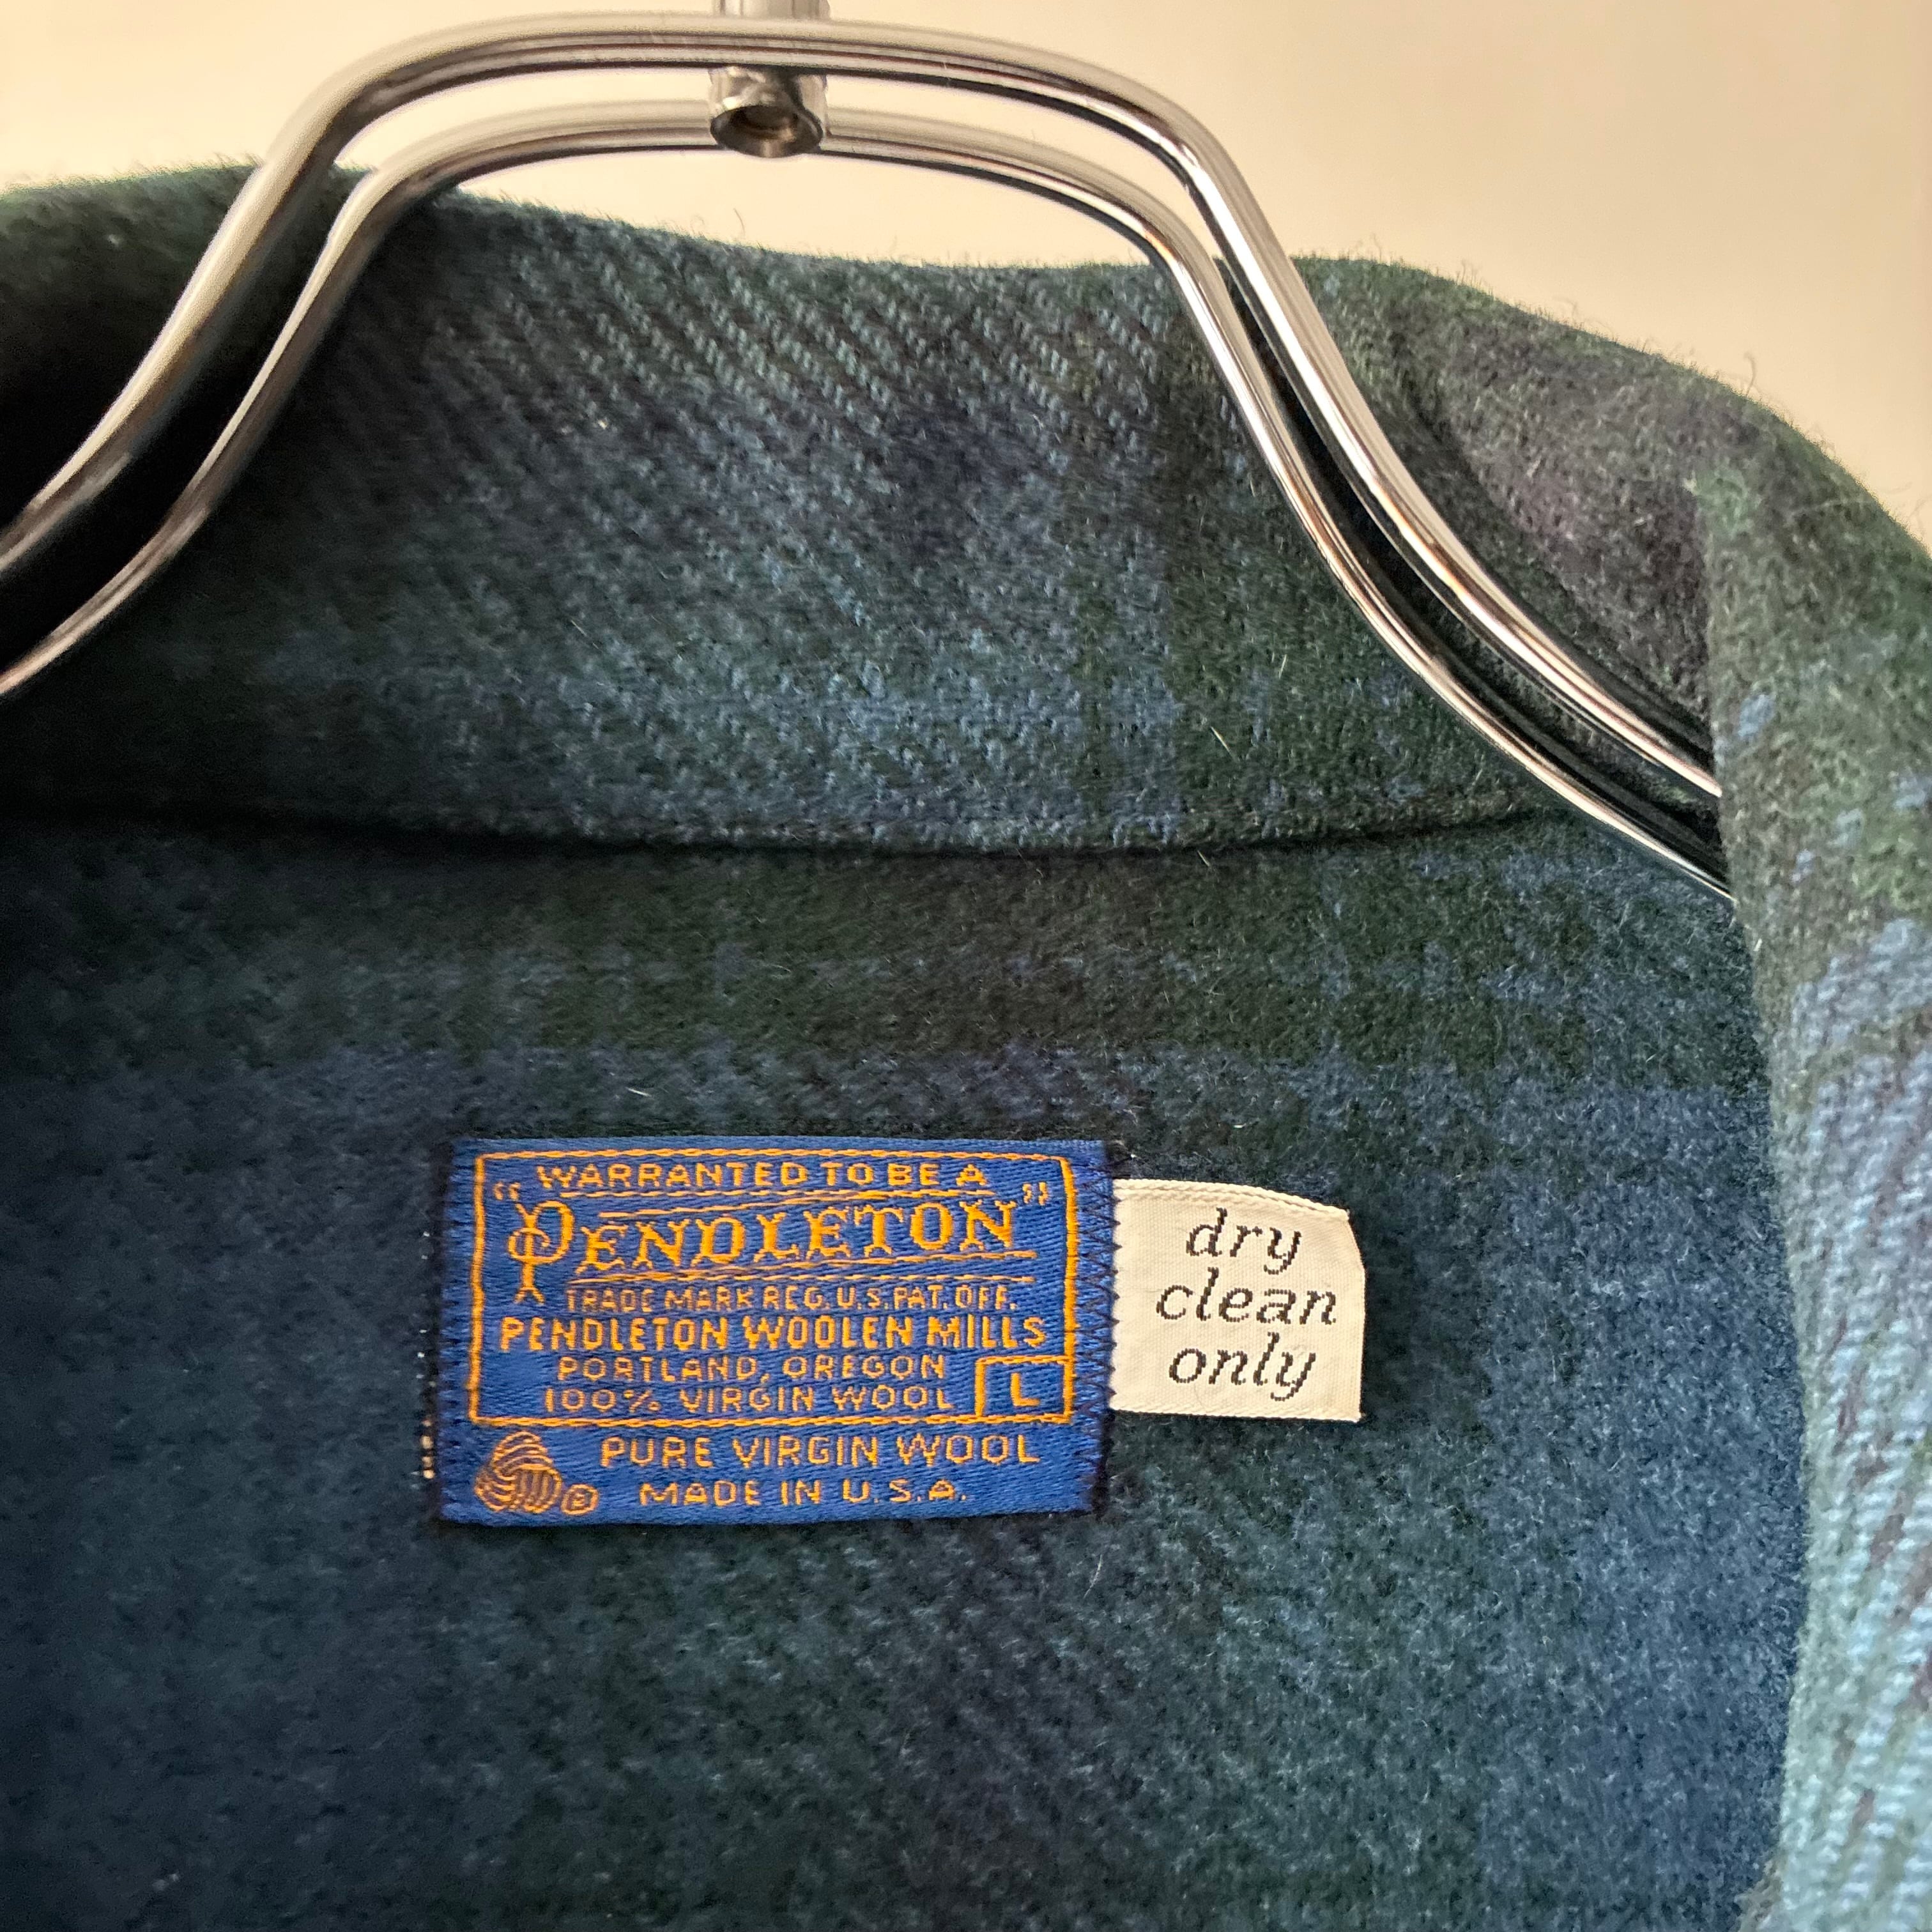 WARRANTED TO BE A
"PENDLETON"
TRADE MARK REG. U.S. PAT. OFF.
PENDLETON WOOLEN MILLS
PORTLAND, OREGON
100% VIRGIN WOOL L
PURE VIRGIN WOOL
® MADE IN U.S.A.
dry
clean
only